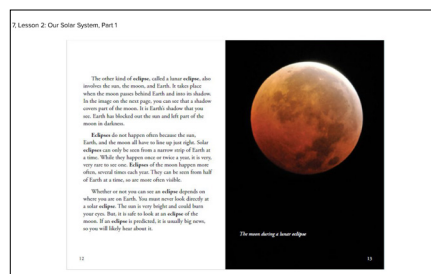 7, Lesson 2: Our Solar System, Part 1
The other kind of eclipse, called a lunar eclipse, also
involves the sun, the moon, and Earth. It takes place
when the moon passes behind Earth and into its shadow.
In the image on the next page, you can see that a shadow
covers part of the moon. It is Earth's shadow that you
see. Earth has blocked out the sun and left part of the
moon in darkness.
Eclipses do not happen often because the sun,
Earth, and the moon all have to line up just right. Solar
eclipses can only be seen from a narrow strip of Earth at
a time. While they happen once or twice a year, it is very,
very rare to see one. Eclipses of the moon happen more
often, several times each year. They can be seen from half
of Earth at a time, so are more often visible.
Whether or not you can see an eclipse depends on
where you are on Earth. You must never look directly at
a solar eclipse. The sun is very bright and could burn
your eyes. But, it is safe to look at an eclipse of the
moon. If an eclipse is predicted, it is usually big news,
so you will likely hear about it.
12
The moon during a lunar eclipse
13